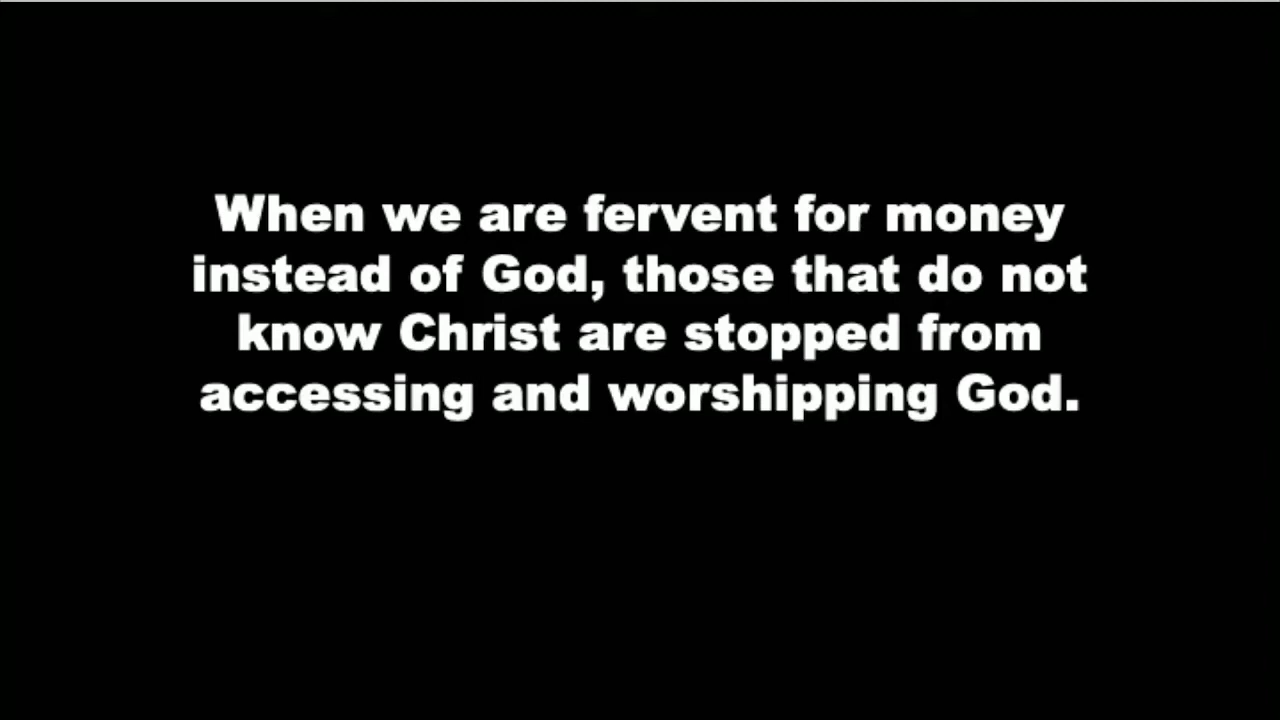 When we are fervent for money
instead of God, those that do not
know Christ are stopped from
accessing and worshipping God.